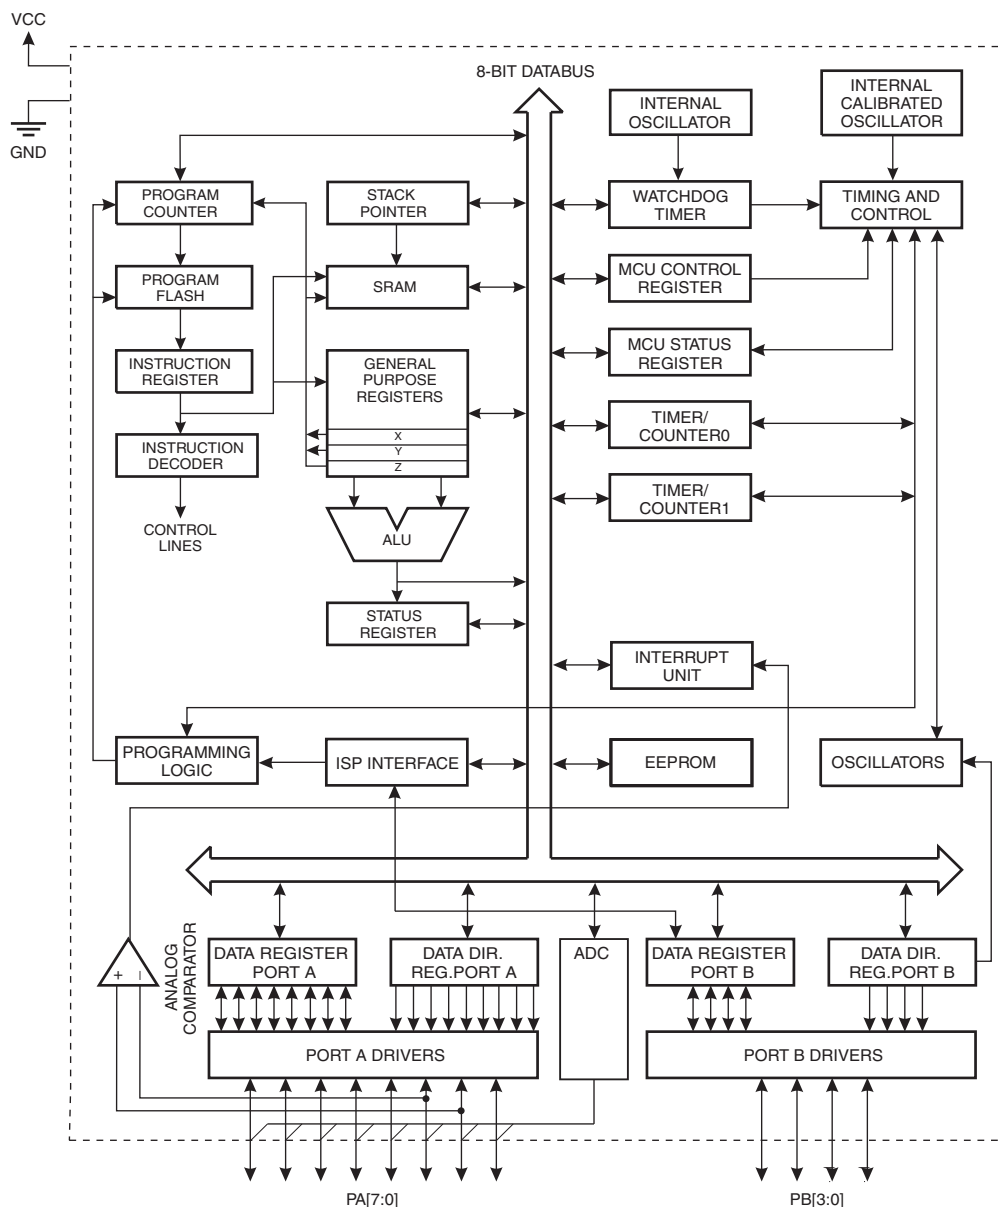 VCC
GND
8-BIT DATABUS
INTERNAL
OSCILLATOR
INTERNAL
CALIBRATED
OSCILLATOR
PROGRAM
COUNTER
STACK
POINTER
WATCHDOG
TIMER
TIMING AND
CONTROL
PROGRAM
FLASH
SRAM
MCU CONTROL
REGISTER
INSTRUCTION
REGISTER
GENERAL
PURPOSE
REGISTERS
X
Y
Z
MCU STATUS
REGISTER
INSTRUCTION
DECODER
TIMER/
COUNTER0
TIMER/
COUNTER1
CONTROL
LINES
ALU
STATUS
REGISTER
INTERRUPT
UNIT
PROGRAMMING
LOGIC
ISP INTERFACE
EEPROM
OSCILLATORS
ANALOG
COMPARATOR
+
–
DATA REGISTER
PORT A
DATA DIR.
REG.PORT A
ADC
DATA REGISTER
PORT B
DATA DIR.
REG.PORT B
PORT A DRIVERS
PORT B DRIVERS
PA[7:0]
PB[3:0]